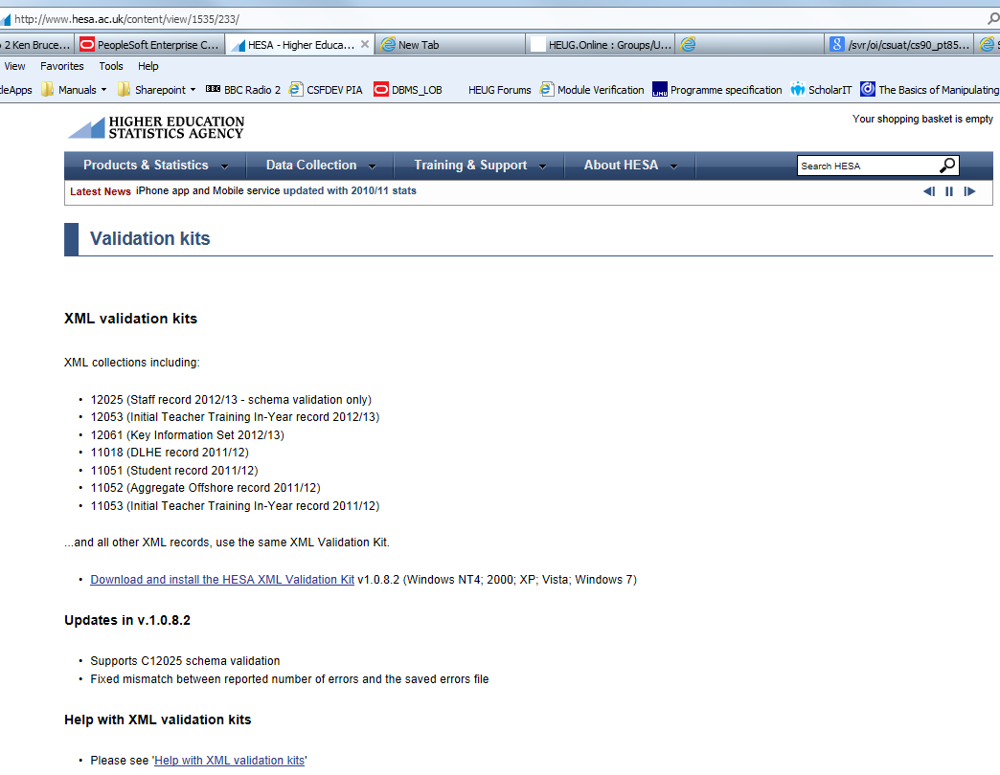 http://www.hesa.ac.uk/content/view/1535/233/
2 Ken Bruce... PeopleSoft Enterprise C... HESA - Higher Educa... New Tab HEUG.Online : Groups/U... /svr/oi/csuat/cs90_pt85...
View Favorites Tools Help
Manuals Sharepoint BBC BBC Radio 2 CSFDEV PIA DBMS_LOB HEUG Forums Module Verification Programme specification ScholarIT The Basics of Manipulating
HIGHER EDUCATION
STATISTICS AGENCY
Your shopping basket is empty
Products & Statistics Data Collection Training & Support About HESA Search HESA
Latest News iPhone app and Mobile service updated with 2010/11 stats
Validation kits
XML validation kits
XML collections including:
• 12025 (Staff record 2012/13 - schema validation only)
• 12053 (Initial Teacher Training In-Year record 2012/13)
• 12061 (Key Information Set 2012/13)
• 11018 (DLHE record 2011/12)
• 11051 (Student record 2011/12)
• 11052 (Aggregate Offshore record 2011/12)
• 11053 (Initial Teacher Training In-Year record 2011/12)
...and all other XML records, use the same XML Validation Kit.
• Download and install the HESA XML Validation Kit v1.0.8.2 (Windows NT4; 2000; XP; Vista; Windows 7)
Updates in v.1.0.8.2
• Supports C12025 schema validation
• Fixed mismatch between reported number of errors and the saved errors file
Help with XML validation kits
• Please see 'Help with XML validation kits'